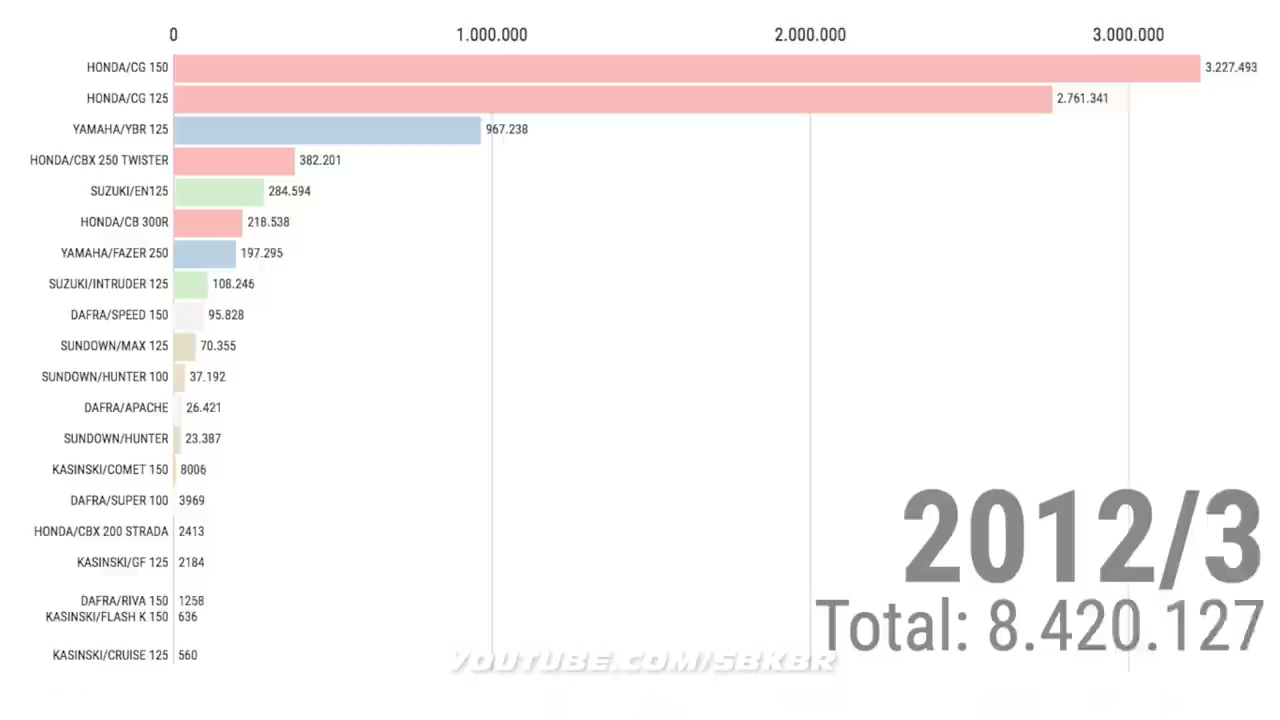 0 1.000.000 2.000.000 3.000.000
HONDA/CG 150 3.227.493
HONDA/CG 125 2.761.341
YAMAHA/YBR 125 967.238
HONDA/CBX 250 TWISTER 382.201
SUZUKI/EN125 284.594
HONDA/CB 300R 218.538
YAMAHA/FAZER 250 197.295
SUZUKI/INTRUDER 125 108.246
DAFRA/SPEED 150 95.828
SUNDOWN/MAX 125 70.355
SUNDOWN/HUNTER 100 37.192
DAFRA/APACHE 26.421
SUNDOWN/HUNTER 23.387
KASINSKI/COMET 150 8006
DAFRA/SUPER 100 3969
HONDA/CBX 200 STRADA 2413
KASINSKI/GF 125 2184
DAFRA/RIVA 150 1258
KASINSKI/FLASH K 150 636
KASINSKI/CRUISE 125 560
2012/3
Total: 8.420.127
YOUTUBE.COM/SBKBR